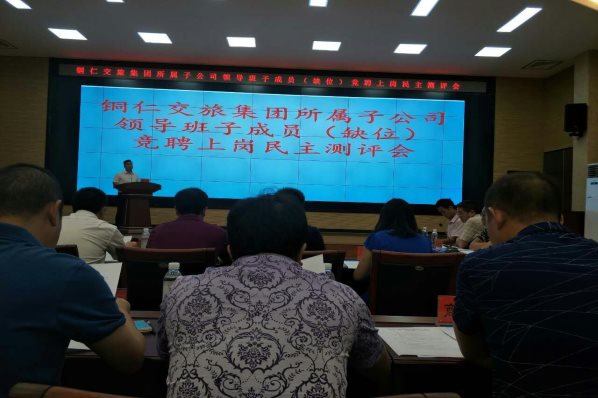 铜仁交旅集团所属子公司领导班子成员（缺位）竞聘上岗民主测评会
铜仁交旅集团所属子公司
领导班子成员（缺位）
竞聘上岗民主测评会